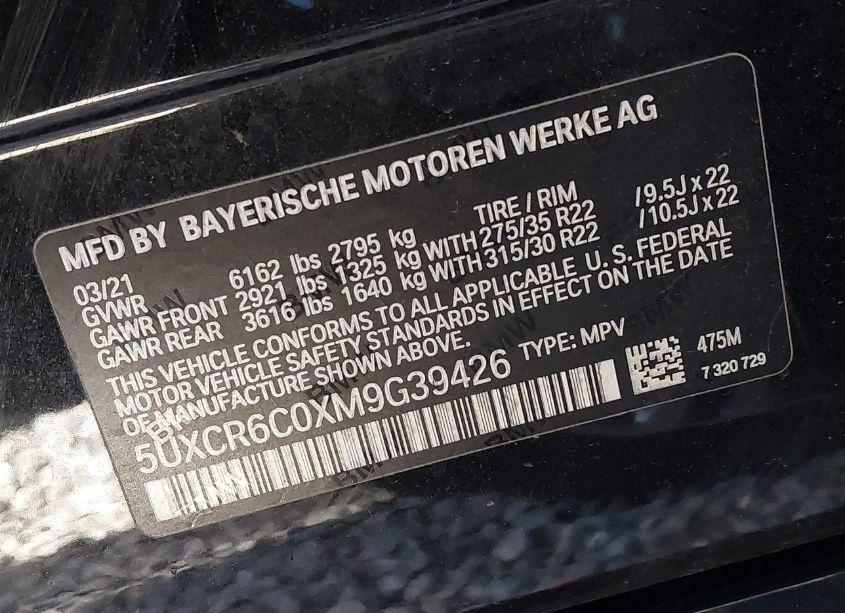 MFD BY BAYERISCHE MOTOREN WERKE AG
03/21 TIRE / RIM
GVWR 6162 lbs 2795 kg
GAWR FRONT 2921 lbs 1325 kg WITH 275/35 R22 /9.5J x 22
GAWR REAR 3616 lbs 1640 kg WITH 315/30 R22 /10.5J x 22
THIS VEHICLE CONFORMS TO ALL APPLICABLE U. S. FEDERAL
MOTOR VEHICLE SAFETY STANDARDS IN EFFECT ON THE DATE
OF MANUFACTURE SHOWN ABOVE.
5UXCR6C0XM9G39426 TYPE: MPV 475M
7 320 729